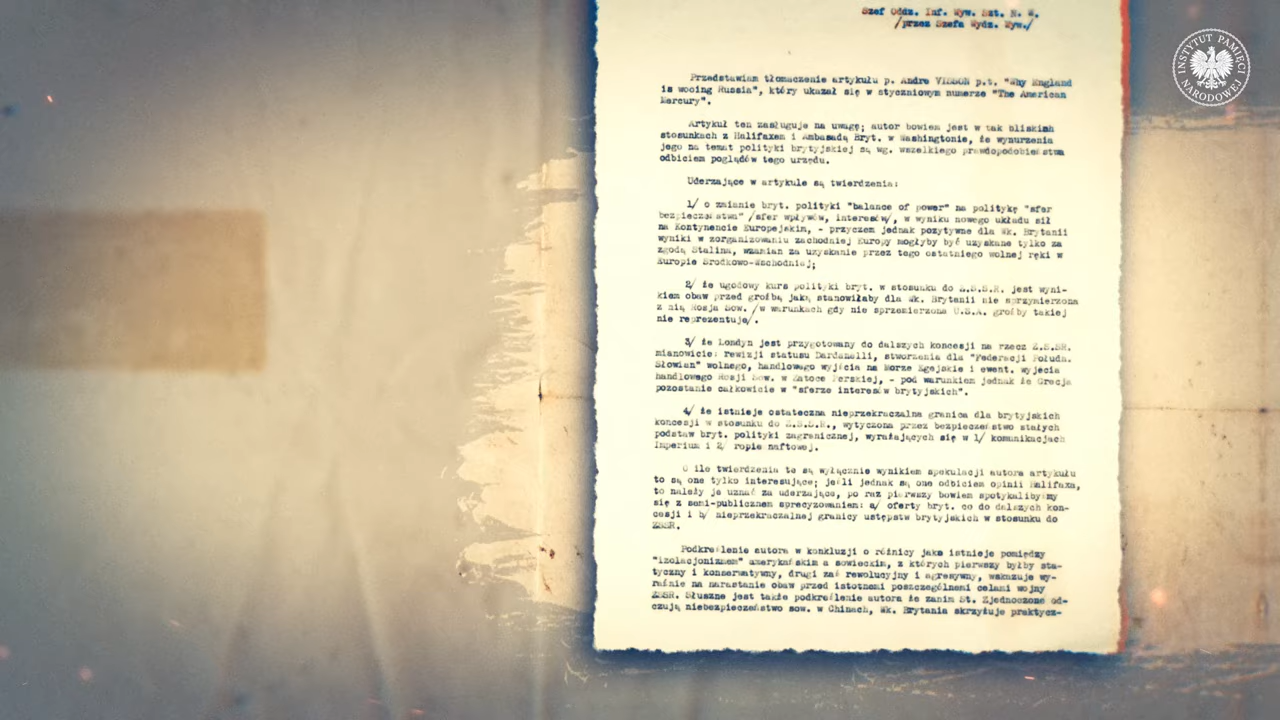 Szef Oddz. Inf. Wyw. Szt. N. W.
/przez Szefa Wydz. Wyw./
INSTYTUT PAMIĘCI NARODOWEJ
Przedstawiam tłomaczenie artykułu p. Andre VISSON p.t. "Why England
is wooing Russia", który ukazał się w styczniowym numerze "The American
Mercury".
Artykuł ten zasługuje na uwagę; autor bowiem jest w tak bliskich
stosunkach z Halifaxem i Ambasadą Bryt. w Washingtonie, że wynurzenia
jego na temat polityki brytyjskiej są wg. wszelkiego prawdopodobieństwa
odbiciem poglądów tego urzędu.
Uderzające w artykule są twierdzenia:
1/ o zmianie bryt. polityki "balance of power" na politykę "sfer
bezpieczeństwa" /sfer wpływów, interesów/, w wyniku nowego układu sił
na Kontynencie Europejskim, - przyczem jednak pozytywne dla Wk. Brytanii
wyniki w zorganizowaniu zachodniej Europy mogłyby być uzyskane tylko za
zgodą Stalina, wzamian za uzyskanie przez tego ostatniego wolnej ręki w
Europie Środkowo-Wschodniej;
2/ że ugodowy kurs polityki bryt. w stosunku do Z.S.S.R. jest wyni-
kiem obaw przed groźbą jaką stanowiłaby dla Wk. Brytanii nie sprzymierzona
z nią Rosja Sow. /w warunkach gdy nie sprzymierzona U.S.A. groźby takiej
nie reprezentuje/.
3/ że Londyn jest przygotowany do dalszych koncesji na rzecz Z.S.SR.
mianowicie: rewizji statusu Dardanelli, stworzenia dla "Federacji Połudn.
Słowian" wolnego, handlowego wyjścia na Morze Egejskie i ewent. wyjęcia
handlowego Rosji Sow. w Zatoce Perskiej, - pod warunkiem jednak że Grecja
pozostanie całkowicie w "sferze interesów brytyjskich".
4/ że istnieje ostateczna nieprzekraczalna granica dla brytyjskich
koncesji w stosunku do Z.S.S.R., wytyczona przez bezpieczeństwo stałych
podstaw bryt. polityki zagranicznej, wyrażających się w 1/ komunikacjach
Imperium i 2/ ropie naftowej.
O ile twierdzenia te są wyłącznie wynikiem spekulacji autora artykułu
to są one tylko interesujące; jeśli jednak są one odbiciem opinii Halifaxa,
to należy je uznać za uderzające, po raz pierwszy bowiem spotykalibyśmy
się z semi-publicznem sprecyzowaniem: a/ oferty bryt. co do dalszych kon-
cesji i b/ nieprzekraczalnej granicy ustępstw brytyjskich w stosunku do
ZSSR.
Podkreślenie autora w konkluzji o różnicy jaka istnieje pomiędzy
"izolacjonizmem" amerykańskim a sowieckim, z których pierwszy byłby sta-
tyczny i konserwatywny, drugi zaś rewolucyjny i agresywny, wskazuje wy-
raźnie na narastanie obaw przed istotnemi poszczególnemi celami wojny
ZSSR. Słuszne jest także podkreślenie autora że zanim St. Zjednoczone od-
czują niebezpieczeństwo sow. w Chinach, Wk. Brytania skrzyżuje praktycz-